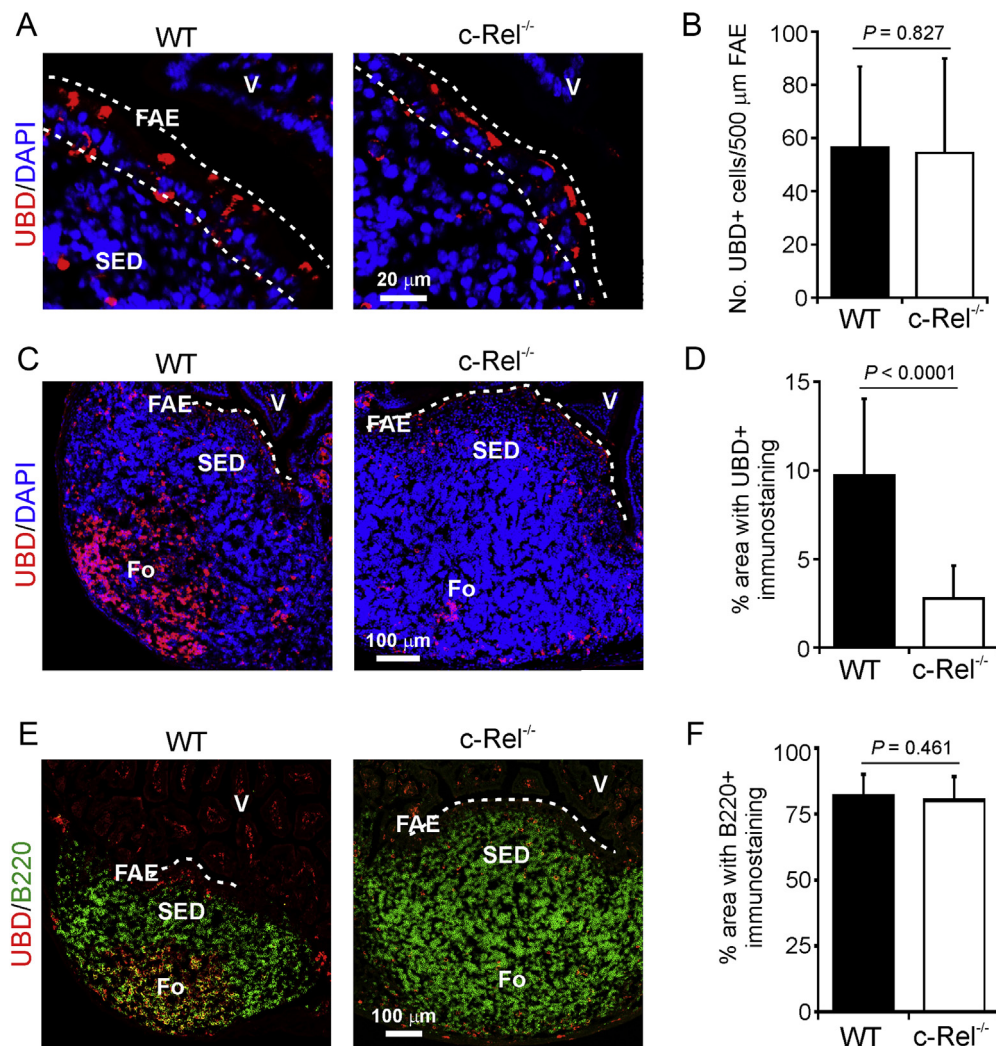 A
WT
c-Rel-/-
UBD/DAPI
FAE
V
SED
V
20 μm
B
No. UBD+ cells/500 μm FAE
P = 0.827
100
80
60
40
20
0
WT
c-Rel-/-
C
WT
c-Rel-/-
UBD/DAPI
FAE
V
SED
Fo
FAE
V
SED
Fo
100 μm
D
% area with UBD+
immunostaining
P < 0.0001
15
10
5
0
WT
c-Rel-/-
E
WT
c-Rel-/-
UBD/B220
V
FAE
SED
Fo
V
FAE
SED
Fo
100 μm
F
% area with B220+
immunostaining
P = 0.461
100
75
50
25
0
WT
c-Rel-/-